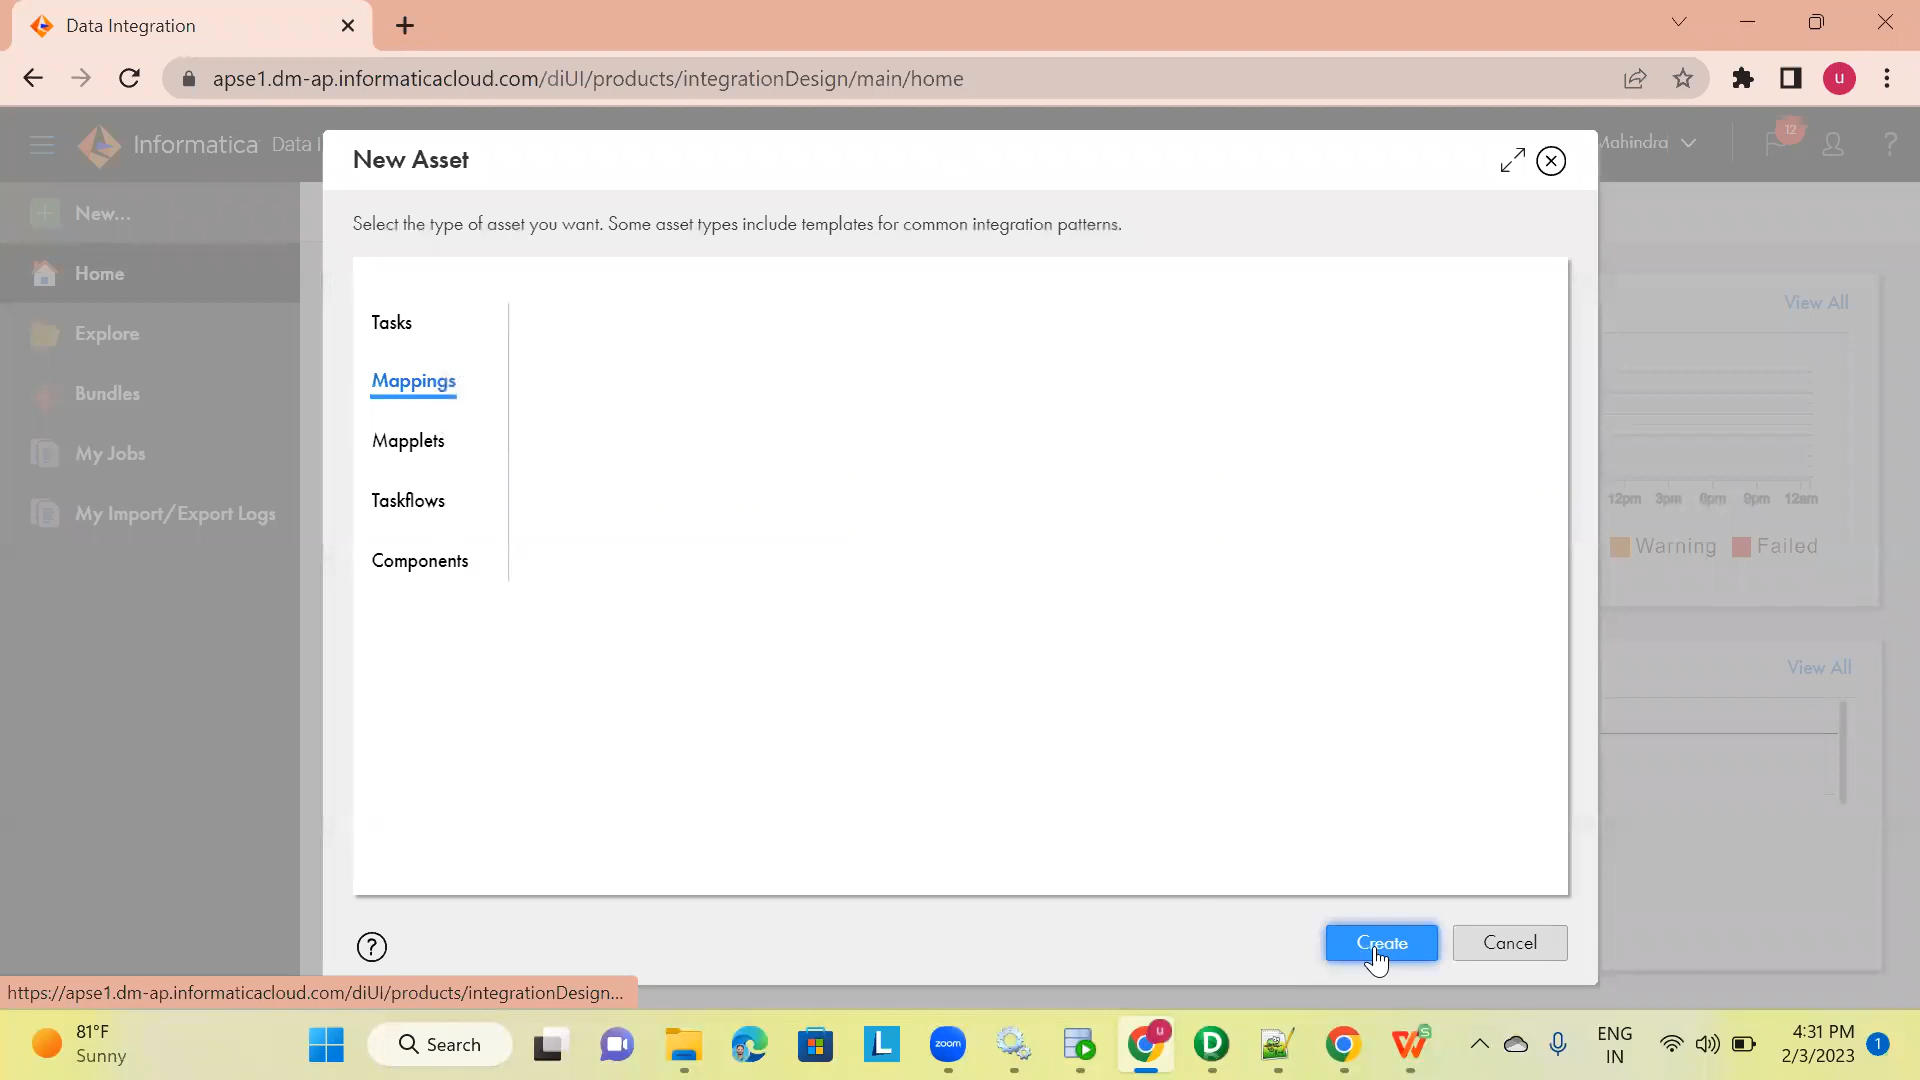 Data Integration
apse1.dm-ap.informaticacloud.com/diUI/products/integrationDesign/main/home
u
Informatica Data I
Mahindra
12
?
New...
Home
Explore
Bundles
My Jobs
My Import/Export Logs
New Asset
Select the type of asset you want. Some asset types include templates for common integration patterns.
Tasks
Mappings
Mapplets
Taskflows
Components
View All
12pm 3pm 6pm 9pm 12am
Warning Failed
View All
?
Create
Cancel
https://apse1.dm-ap.informaticacloud.com/diUI/products/integrationDesign...
81°F
Sunny
Search
L
zoom
u
D
W
S
ENG
IN
4:31 PM
2/3/2023
1